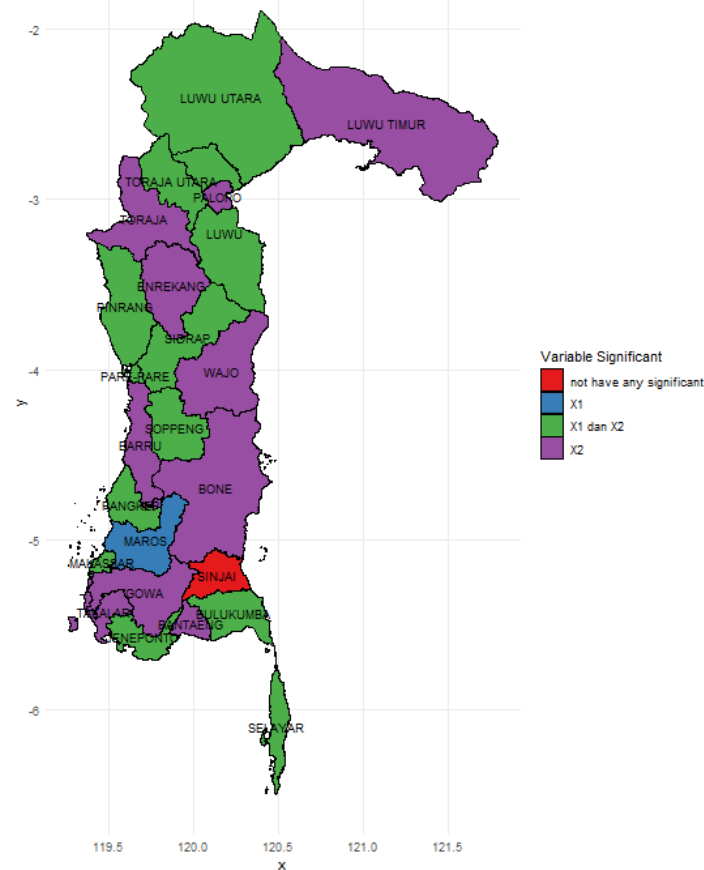 -2
LUWU UTARA
LUWU TIMUR
TORAJA UTARA
-3
PALOPO
TORAJA
LUWU
ENREKANG
PINRANG
SIDRAP
Variable Significant
not have any significant
X1
X1 dan X2
X2
-4
PARE-PARE
WAJO
y
SOPPENG
BARRU
BONE
PANGKEP
-5
MAROS
MAKASSAR
SINJAI
GOWA
TAKALAR
BULUKUMBA
BANTAENG
JENEPONTO
-6
SELAYAR
119.5
120.0
120.5
121.0
121.5
x